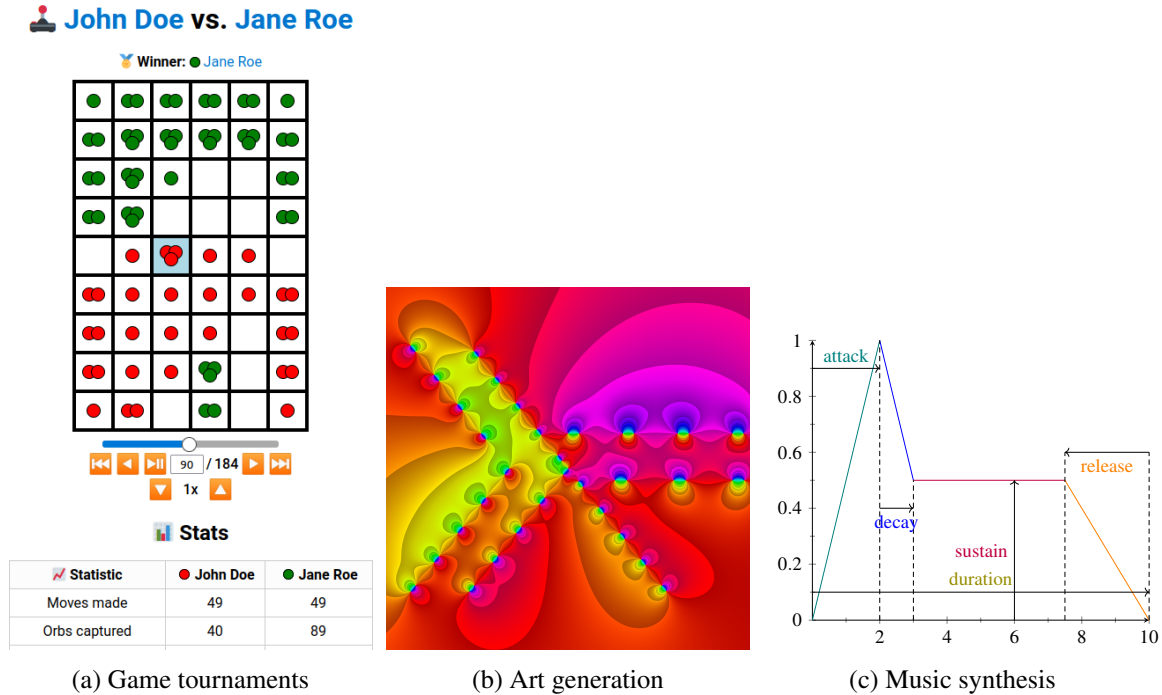 🕹️ John Doe vs. Jane Roe
🏅 Winner: Jane Roe
90 / 184
1x
📊 Stats
📈 Statistic John Doe Jane Roe
Moves made 49 49
Orbs captured 40 89
(a) Game tournaments
(b) Art generation
1
0.8
0.6
0.4
0.2
0
2 4 6 8 10
attack
decay
sustain
duration
release
(c) Music synthesis